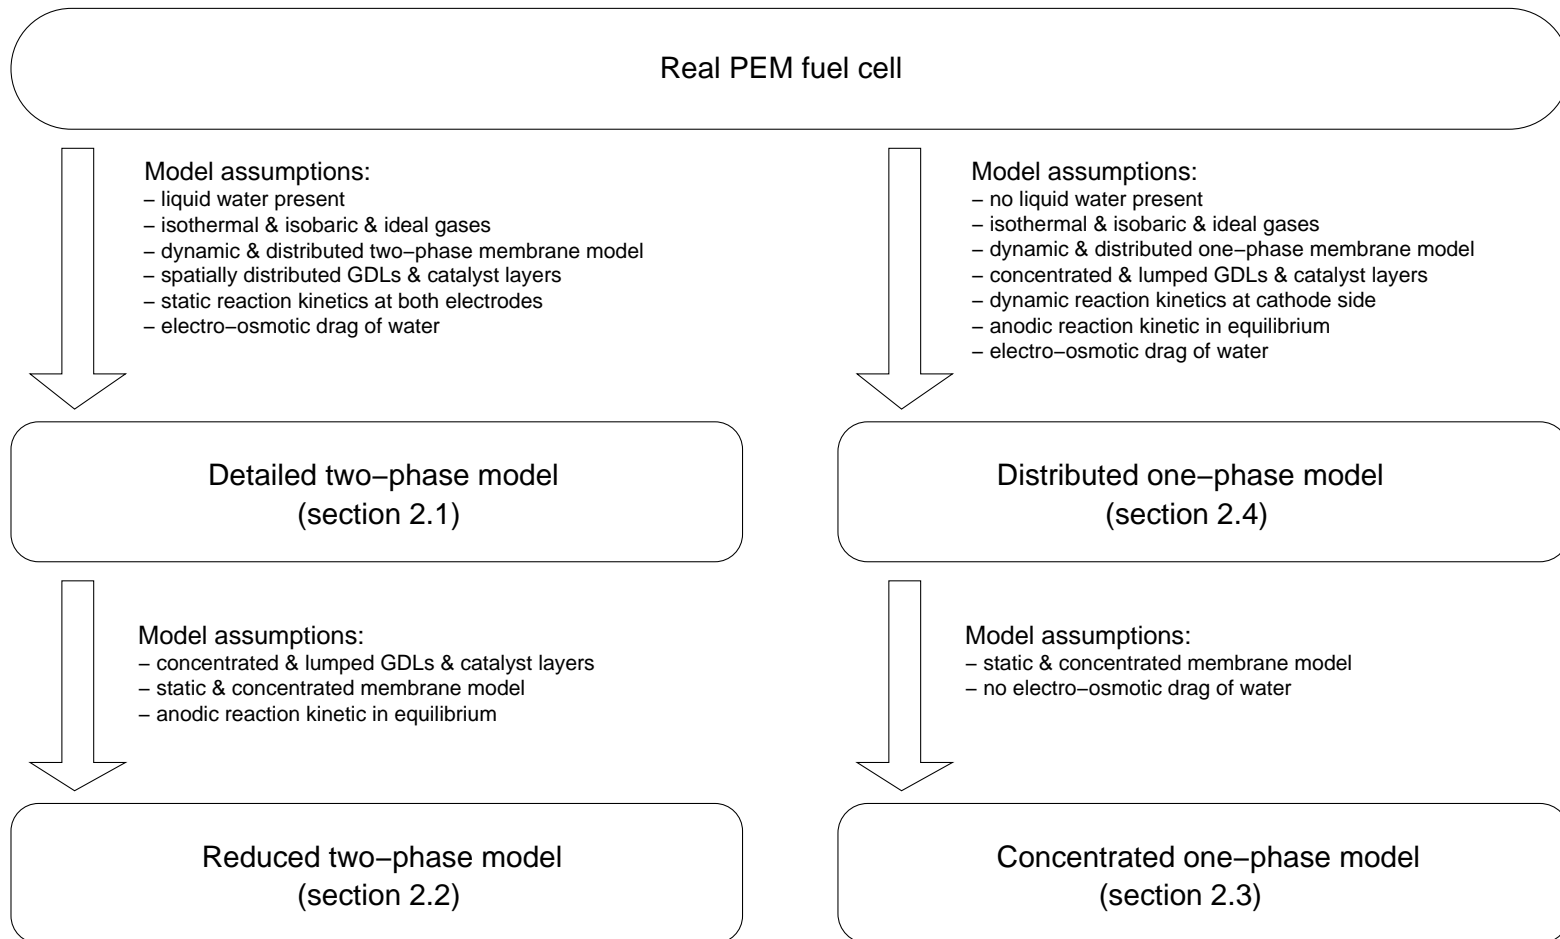 Real PEM fuel cell
Model assumptions:
– liquid water present
– isothermal & isobaric & ideal gases
– dynamic & distributed two–phase membrane model
– spatially distributed GDLs & catalyst layers
– static reaction kinetics at both electrodes
– electro–osmotic drag of water
Model assumptions:
– no liquid water present
– isothermal & isobaric & ideal gases
– dynamic & distributed one–phase membrane model
– concentrated & lumped GDLs & catalyst layers
– dynamic reaction kinetics at cathode side
– anodic reaction kinetic in equilibrium
– electro–osmotic drag of water
Detailed two–phase model
(section 2.1)
Distributed one–phase model
(section 2.4)
Model assumptions:
– concentrated & lumped GDLs & catalyst layers
– static & concentrated membrane model
– anodic reaction kinetic in equilibrium
Model assumptions:
– static & concentrated membrane model
– no electro–osmotic drag of water
Reduced two–phase model
(section 2.2)
Concentrated one–phase model
(section 2.3)